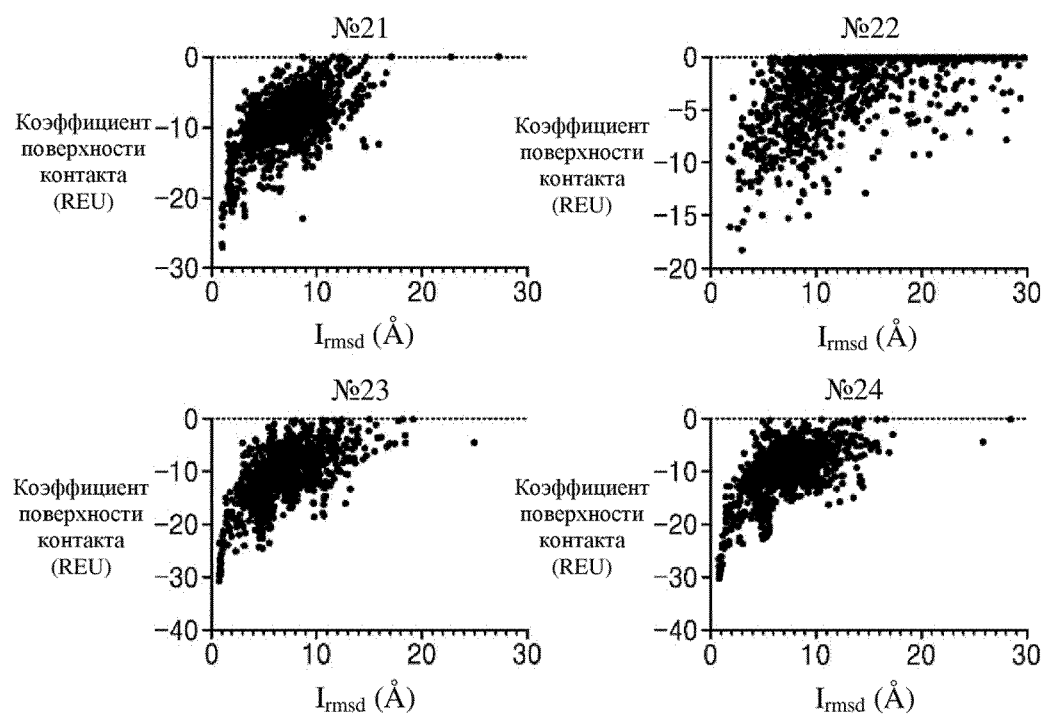 №21
Коэффициент
поверхности
контакта
(REU)
0
−10
−20
−30
0 10 20 30
Irmsd (Å)
№22
Коэффициент
поверхности
контакта
(REU)
0
−5
−10
−15
−20
0 10 20 30
Irmsd (Å)
№23
Коэффициент
поверхности
контакта
(REU)
0
−10
−20
−30
−40
0 10 20 30
Irmsd (Å)
№24
Коэффициент
поверхности
контакта
(REU)
0
−10
−20
−30
−40
0 10 20 30
Irmsd (Å)